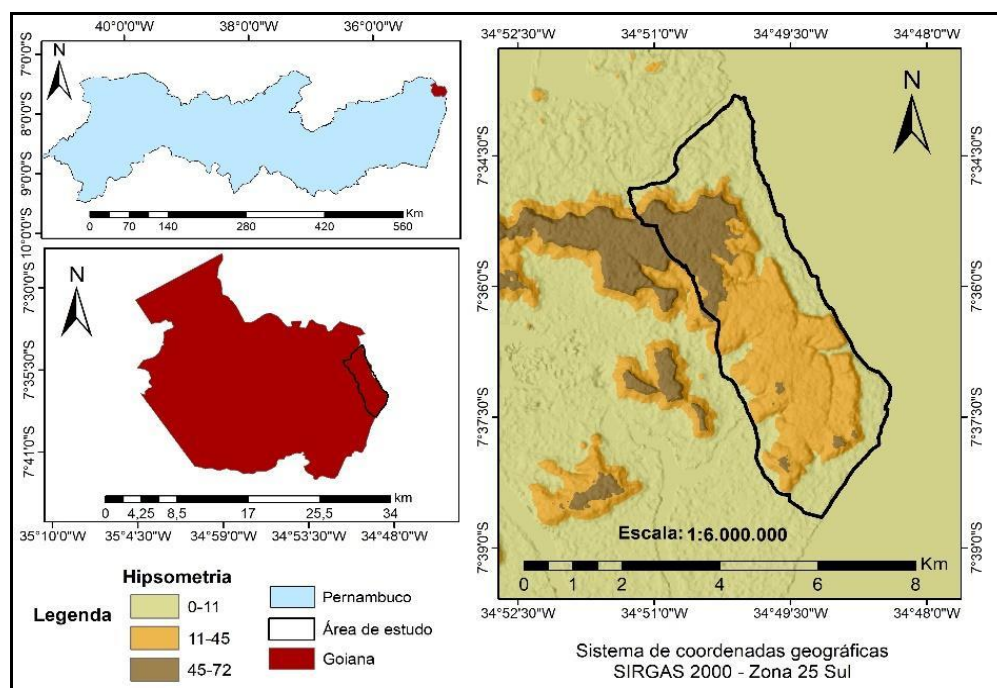 40°0'0"S
38°0'0"W
36°0'0"S
N
7°0'0"S
8°0'0"S
9°0'0"S
10°0'0"S
Km
0 70 140 280 420 560
N
7°30'0"S
7°35'30"S
7°41'0"S
km
0 4,25 8,5 17 25,5 34
35°10'0"W 35°4'30"W 34°59'0"W 34°53'30"W 34°48'0"W
Hipsometria
Legenda
0-11
11-45
45-72
Pernambuco
Área de estudo
Goiana
34°52'30"W 34°51'0"W 34°49'30"W 34°48'0"W
N
7°34'30"S
7°36'0"S
7°37'30"S
7°39'0"S
7°34'30"S
7°36'0"S
7°37'30"S
7°39'0"S
Escala: 1:6.000.000
Km
0 1 2 4 6 8
34°52'30"W 34°51'0"W 34°49'30"W 34°48'0"W
Sistema de coordenadas geográficas
SIRGAS 2000 - Zona 25 Sul